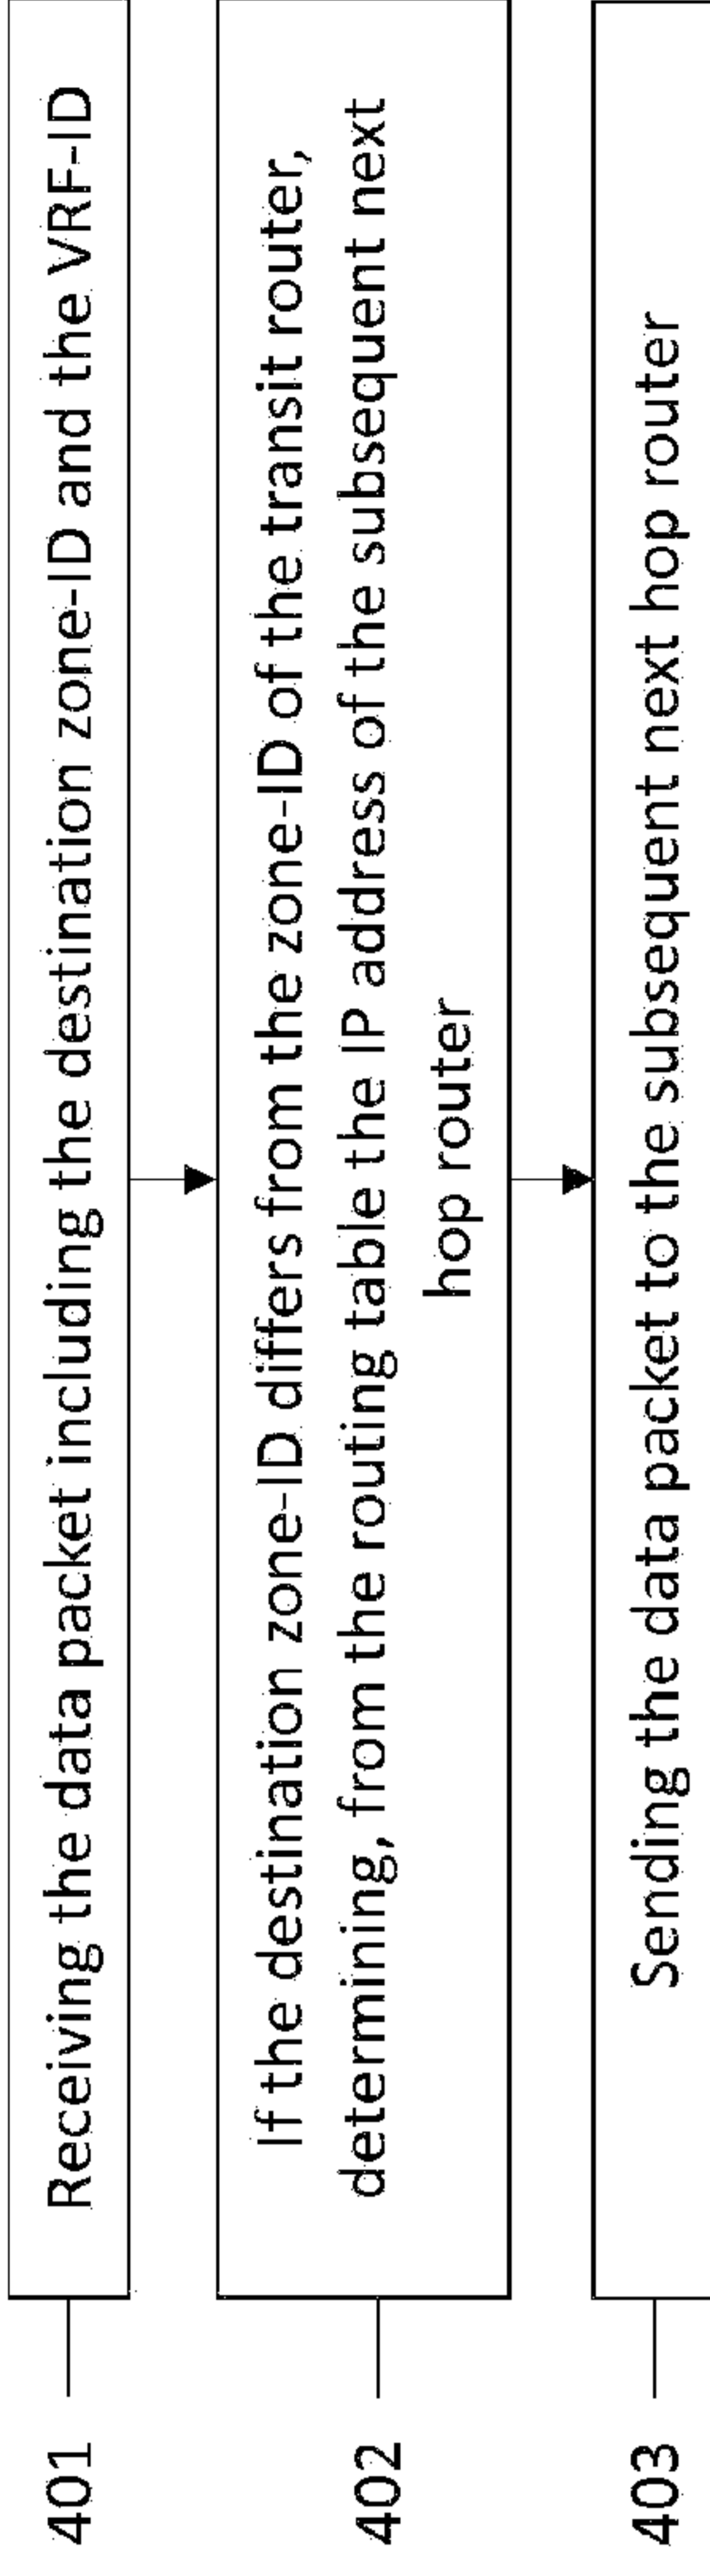 401
Receiving the data packet including the destination zone-ID and the VRF-ID
402
If the destination zone-ID differs from the zone-ID of the transit router,
determining, from the routing table the IP address of the subsequent next
hop router
403
Sending the data packet to the subsequent next hop router